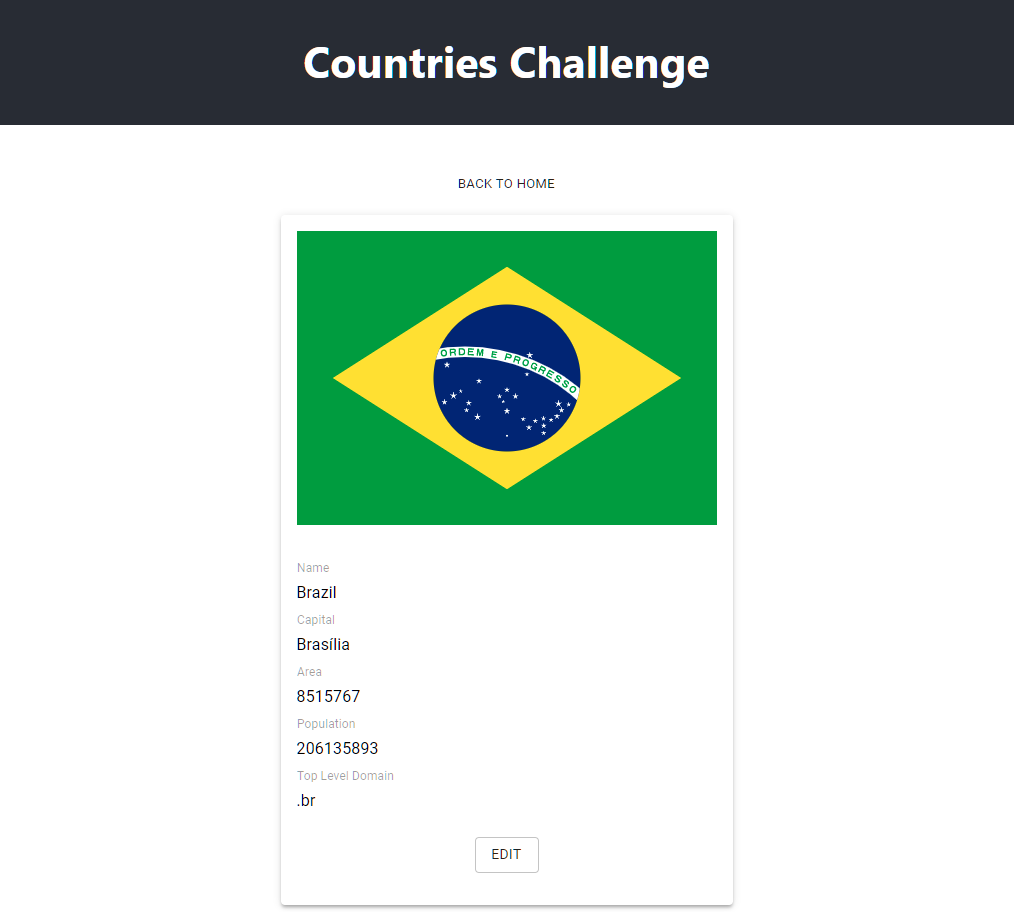 Countries Challenge
BACK TO HOME
ORDEM E PROGRESSO
Name
Brazil
Capital
Brasília
Area
8515767
Population
206135893
Top Level Domain
.br
EDIT